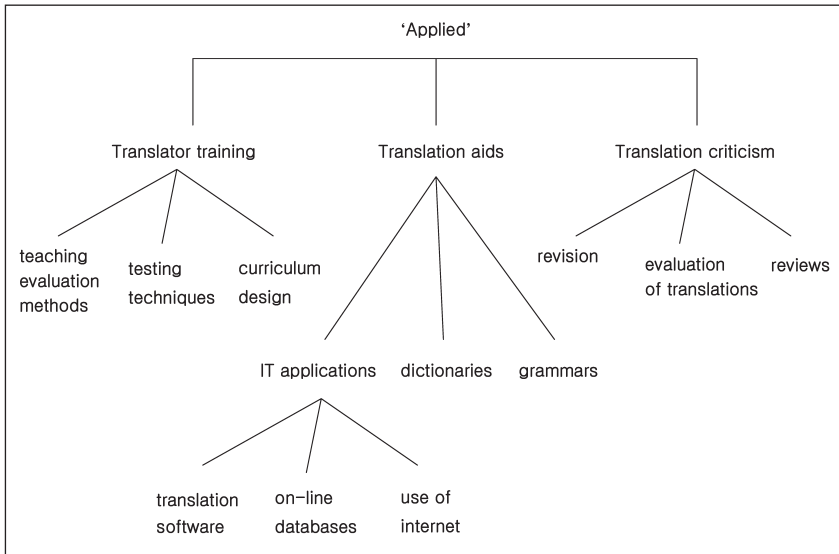 ‘Applied’
Translator training
Translation aids
Translation criticism
teaching
evaluation
methods
testing
techniques
curriculum
design
revision
evaluation
of translations
reviews
IT applications
dictionaries
grammars
translation
software
on-line
databases
use of
internet